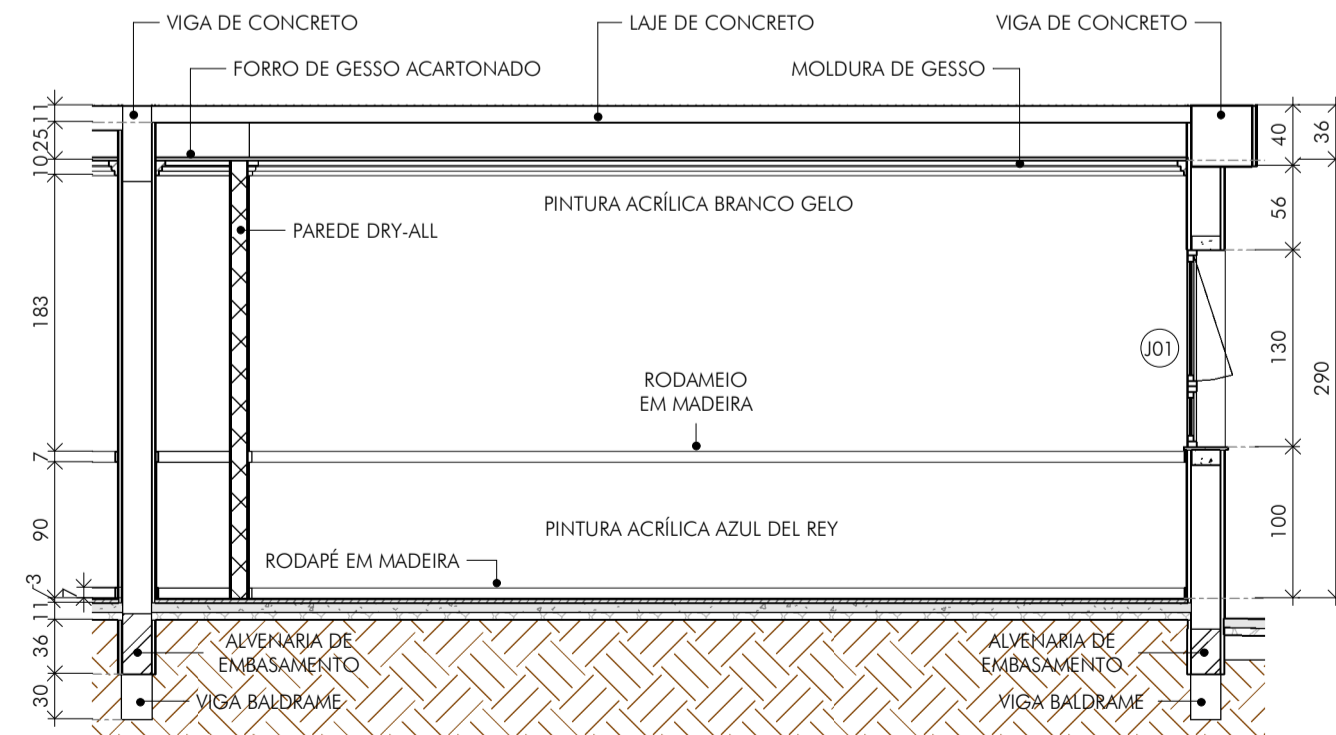 VIGA DE CONCRETO
LAJE DE CONCRETO
VIGA DE CONCRETO
FORRO DE GESSO ACARTONADO
MOLDURA DE GESSO
11
25
10
183
7
90
3
7
11
36
30
40
36
56
130
290
100
PINTURA ACRÍLICA BRANCO GELO
PAREDE DRY-ALL
J01
RODAMEIO
EM MADEIRA
PINTURA ACRÍLICA AZUL DEL REY
RODAPÉ EM MADEIRA
ALVENARIA DE
EMBASAMENTO
ALVENARIA DE
EMBASAMENTO
VIGA BALDRAME
VIGA BALDRAME